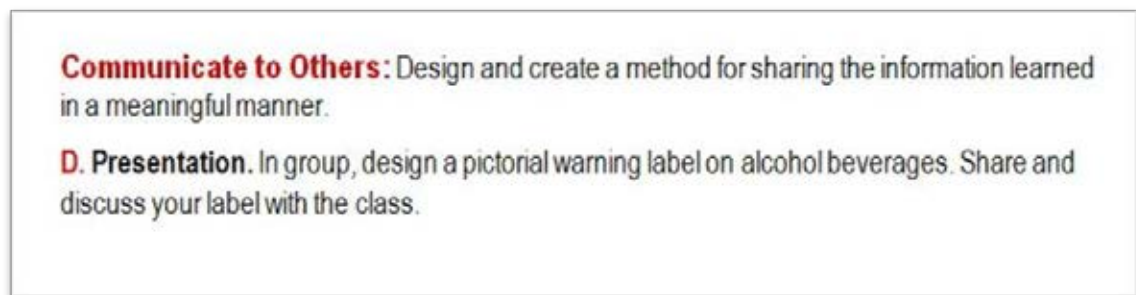 Communicate to Others: Design and create a method for sharing the information learned
in a meaningful manner.
D. Presentation. In group, design a pictorial warning label on alcohol beverages. Share and
discuss your label with the class.